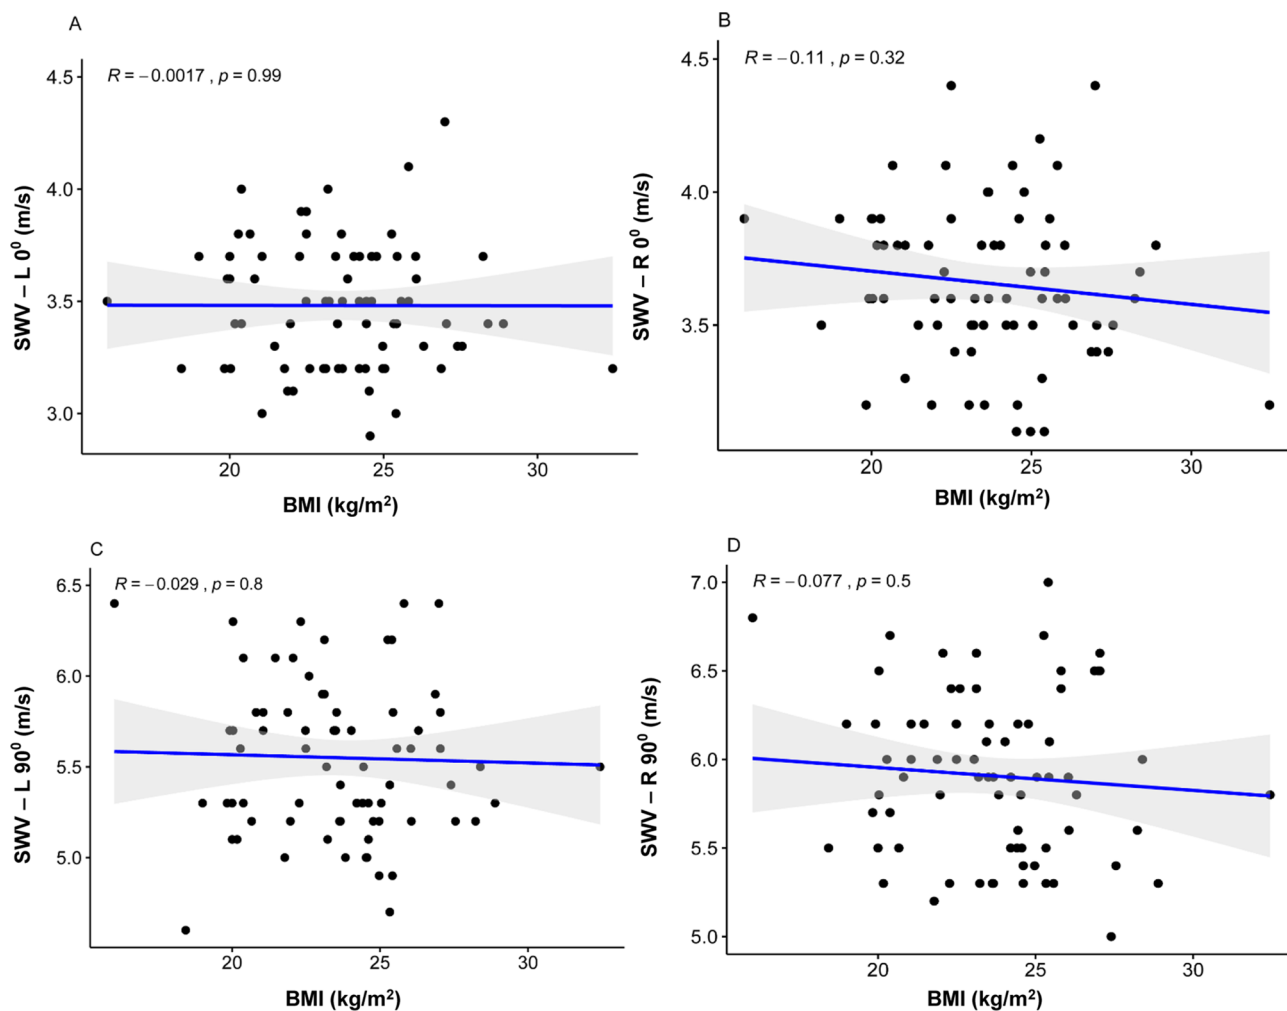 A
R = −0.0017 , p = 0.99
4.5
4.0
3.5
3.0
SWV – L 0⁰ (m/s)
20 25 30
BMI (kg/m²)
B
R = −0.11 , p = 0.32
4.5
4.0
3.5
SWV – R 0⁰ (m/s)
20 25 30
BMI (kg/m²)
C
R = −0.029 , p = 0.8
6.5
6.0
5.5
5.0
SWV – L 90⁰ (m/s)
20 25 30
BMI (kg/m²)
D
R = −0.077 , p = 0.5
7.0
6.5
6.0
5.5
5.0
SWV – R 90⁰ (m/s)
20 25 30
BMI (kg/m²)